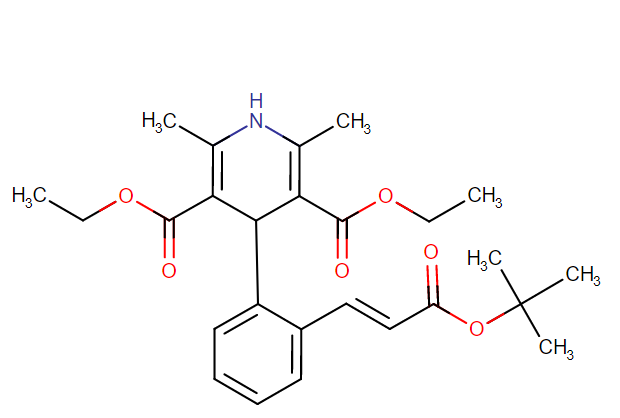 H
H₃C N CH₃
H₃C O O CH₃
O O O H₃C CH₃
O
CH₃